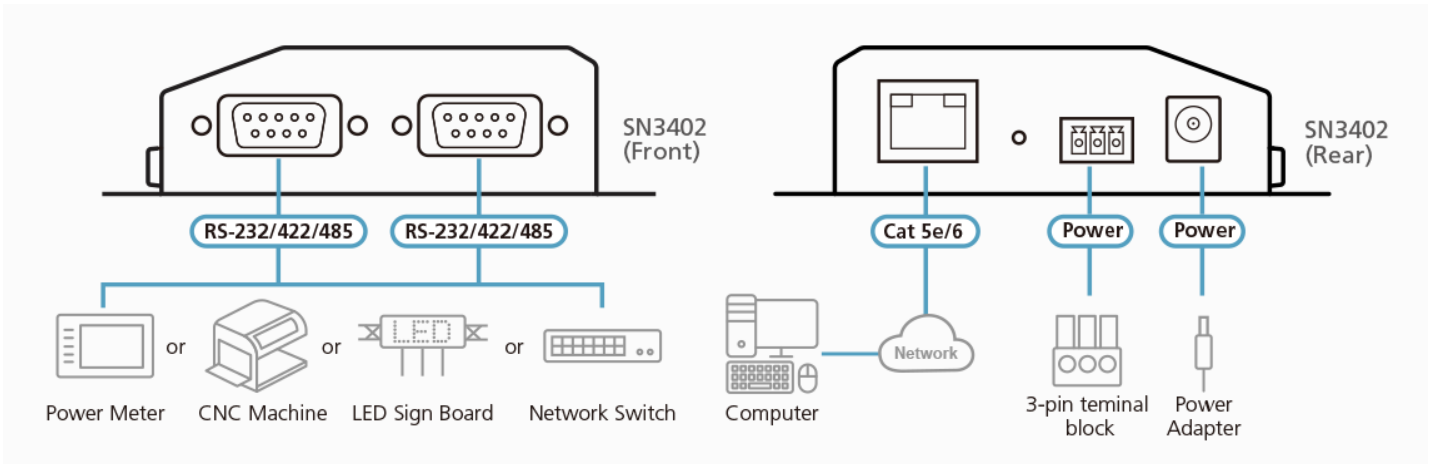 SN3402
(Front)
SN3402
(Rear)
RS-232/422/485
RS-232/422/485
Cat 5e/6
Power
Power
LED
or
or
or
Network
Power Meter
CNC Machine
LED Sign Board
Network Switch
Computer
3-pin teminal
block
Power
Adapter